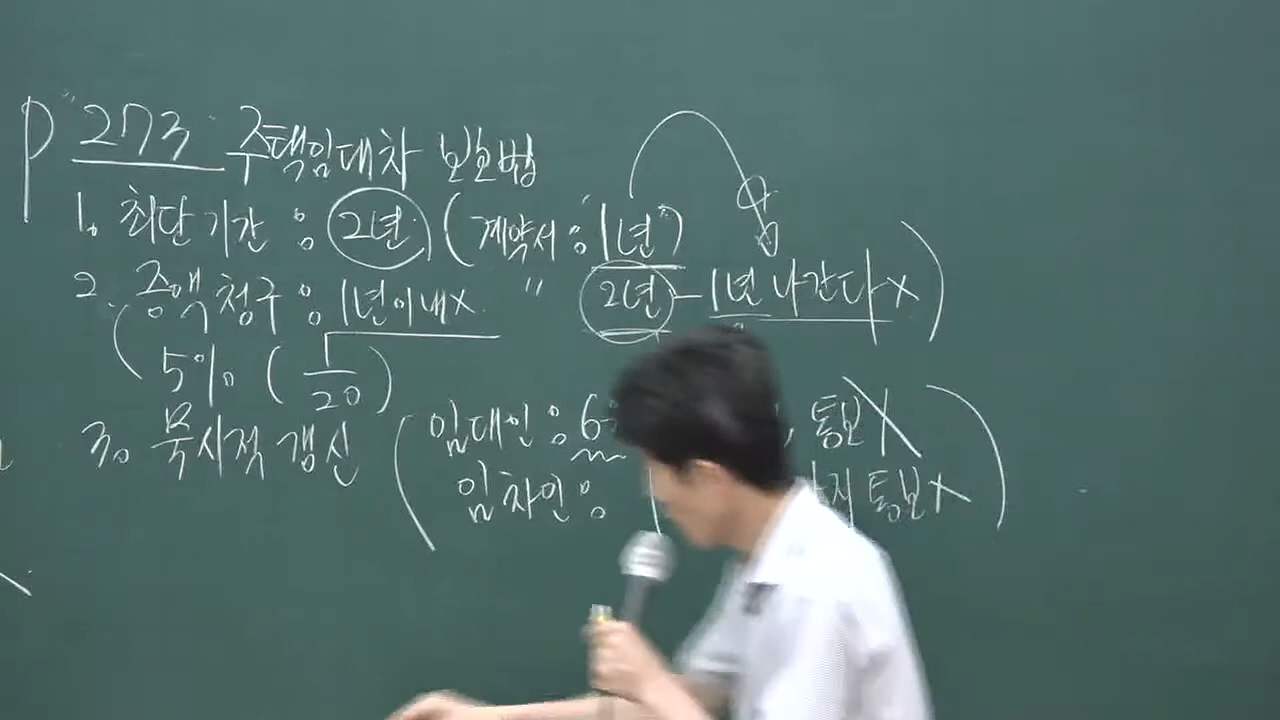 P 273 주택임대차 보호법
1. 최단기간 : 2년 (계약서 : "1년")
" 2년 - 1년 나간다 X)
2. 증액청구 : 1년이내X
(5% (1/20)
3. 묵시적 갱신 (임대인 : 6 통보X
임차인 : 까지 통보X)